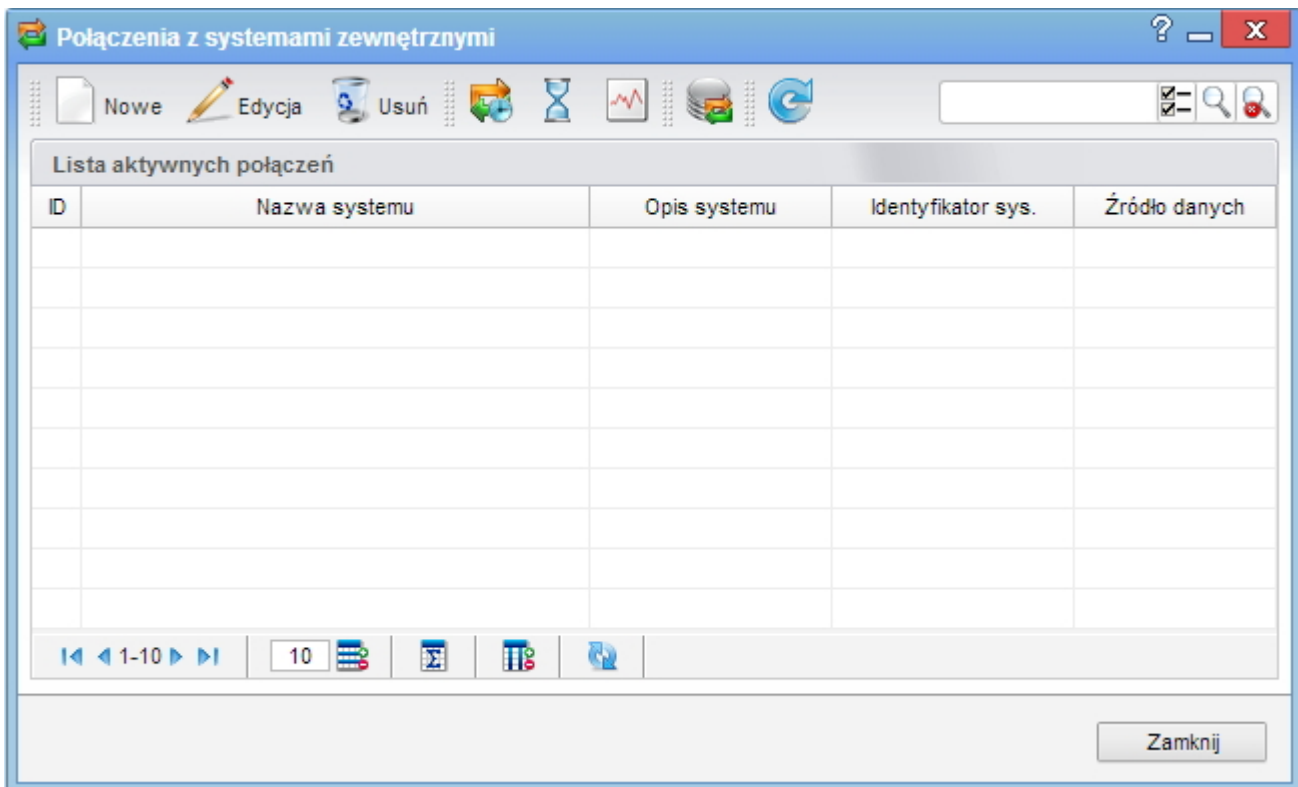 Połączenia z systemami zewnętrznymi
Nowe Edycja Usuń
Lista aktywnych połączeń
ID Nazwa systemu Opis systemu Identyfikator sys. Źródło danych
1-10 10
Zamknij